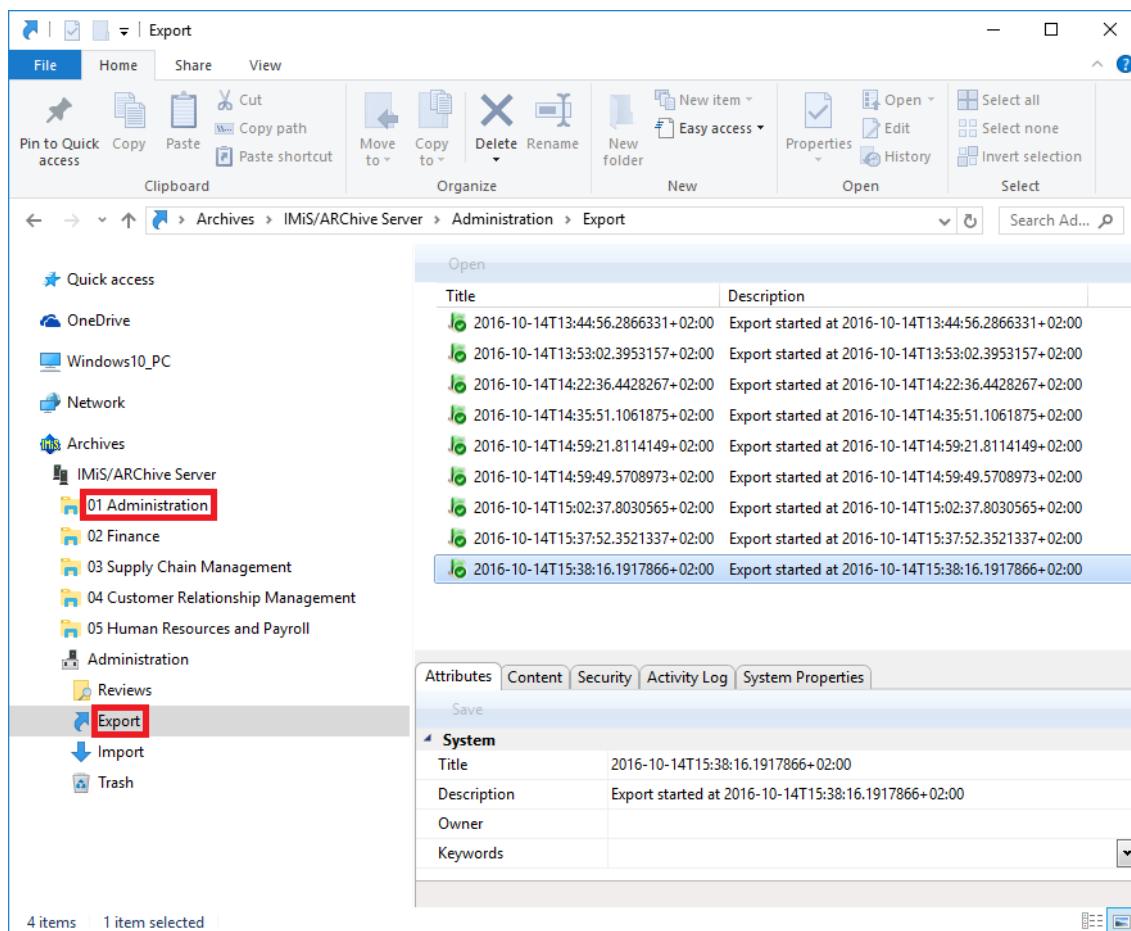 Export
File Home Share View
Pin to Quick access
Copy
Paste
Cut
Copy path
Paste shortcut
Clipboard
Move to
Copy to
Delete
Rename
Organize
New folder
New item
Easy access
New
Properties
Open
Edit
History
Open
Select all
Select none
Invert selection
Select
Archives > IMiS/ARChive Server > Administration > Export
Search Ad...
Quick access
OneDrive
Windows10_PC
Network
Archives
IMiS/ARChive Server
01 Administration
02 Finance
03 Supply Chain Management
04 Customer Relationship Management
05 Human Resources and Payroll
Administration
Reviews
Export
Import
Trash
Open
Title Description
2016-10-14T13:44:56.2866331+02:00 Export started at 2016-10-14T13:44:56.2866331+02:00
2016-10-14T13:53:02.3953157+02:00 Export started at 2016-10-14T13:53:02.3953157+02:00
2016-10-14T14:22:36.4428267+02:00 Export started at 2016-10-14T14:22:36.4428267+02:00
2016-10-14T14:35:51.1061875+02:00 Export started at 2016-10-14T14:35:51.1061875+02:00
2016-10-14T14:59:21.8114149+02:00 Export started at 2016-10-14T14:59:21.8114149+02:00
2016-10-14T14:59:49.5708973+02:00 Export started at 2016-10-14T14:59:49.5708973+02:00
2016-10-14T15:02:37.8030565+02:00 Export started at 2016-10-14T15:02:37.8030565+02:00
2016-10-14T15:37:52.3521337+02:00 Export started at 2016-10-14T15:37:52.3521337+02:00
2016-10-14T15:38:16.1917866+02:00 Export started at 2016-10-14T15:38:16.1917866+02:00
Attributes Content Security Activity Log System Properties
Save
System
Title 2016-10-14T15:38:16.1917866+02:00
Description Export started at 2016-10-14T15:38:16.1917866+02:00
Owner
Keywords
4 items 1 item selected